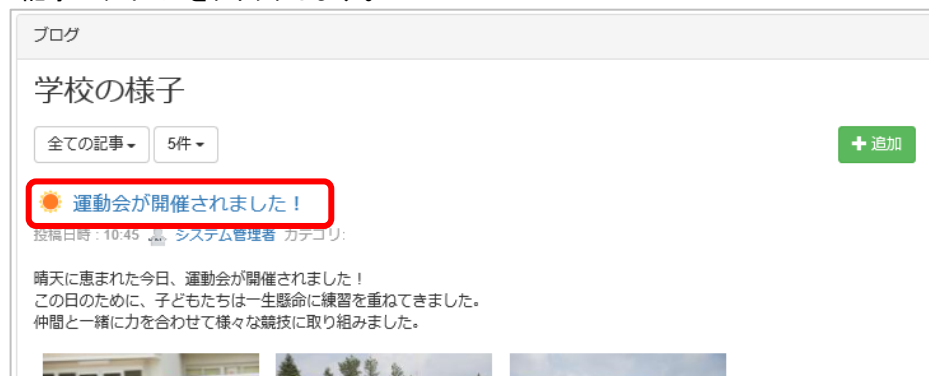 ブログ
学校の様子
全ての記事 5件 追加
運動会が開催されました!
投稿日時 : 10:45 システム管理者 カテゴリ:
晴天に恵まれた今日、運動会が開催されました!
この日のために、子どもたちは一生懸命に練習を重ねてきました。
仲間と一緒に力を合わせて様々な競技に取り組みました。